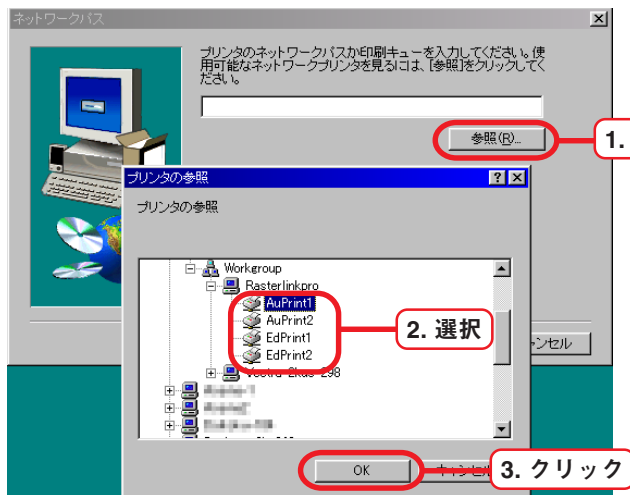 ネットワークパス
プリンタのネットワークパスか印刷キューを入力してください。使
用可能なネットワークプリンタを見るには、[参照]をクリックしてく
ださい。
参照(R)...
1.
プリンタの参照
プリンタの参照
Workgroup
Rasterlinkpro
AuPrint1
AuPrint2
EdPrint1
EdPrint2
2. 選択
298
OK
3. クリック